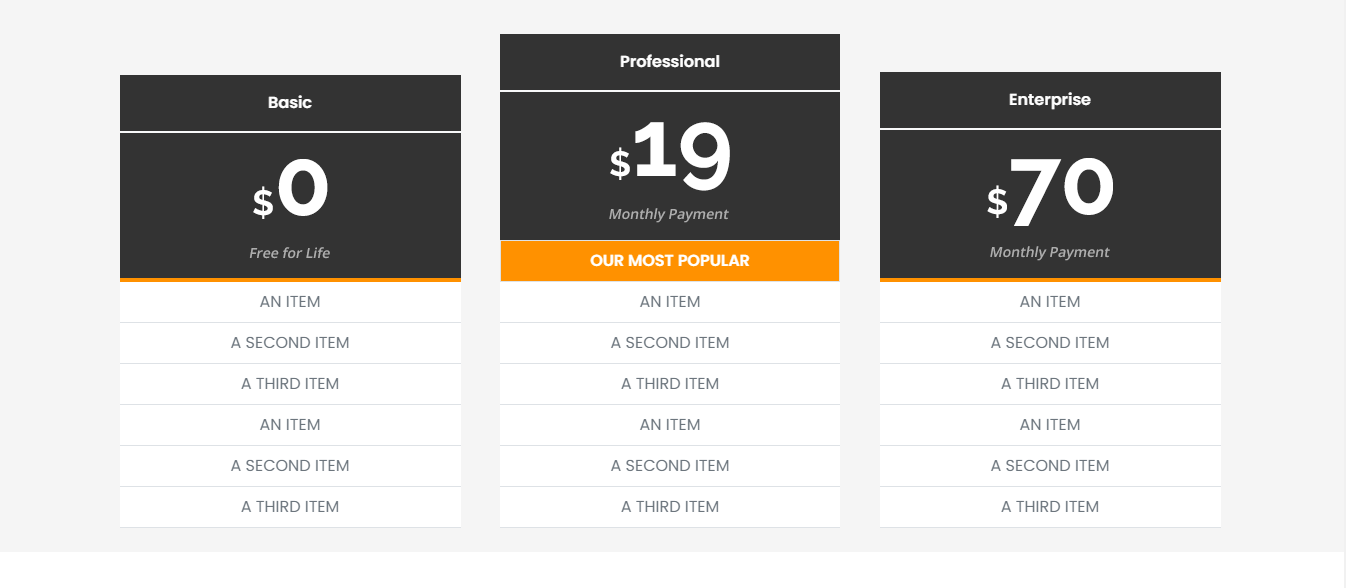 Basic
$0
Free for Life
AN ITEM
A SECOND ITEM
A THIRD ITEM
AN ITEM
A SECOND ITEM
A THIRD ITEM
Professional
$19
Monthly Payment
OUR MOST POPULAR
AN ITEM
A SECOND ITEM
A THIRD ITEM
AN ITEM
A SECOND ITEM
A THIRD ITEM
Enterprise
$70
Monthly Payment
AN ITEM
A SECOND ITEM
A THIRD ITEM
AN ITEM
A SECOND ITEM
A THIRD ITEM